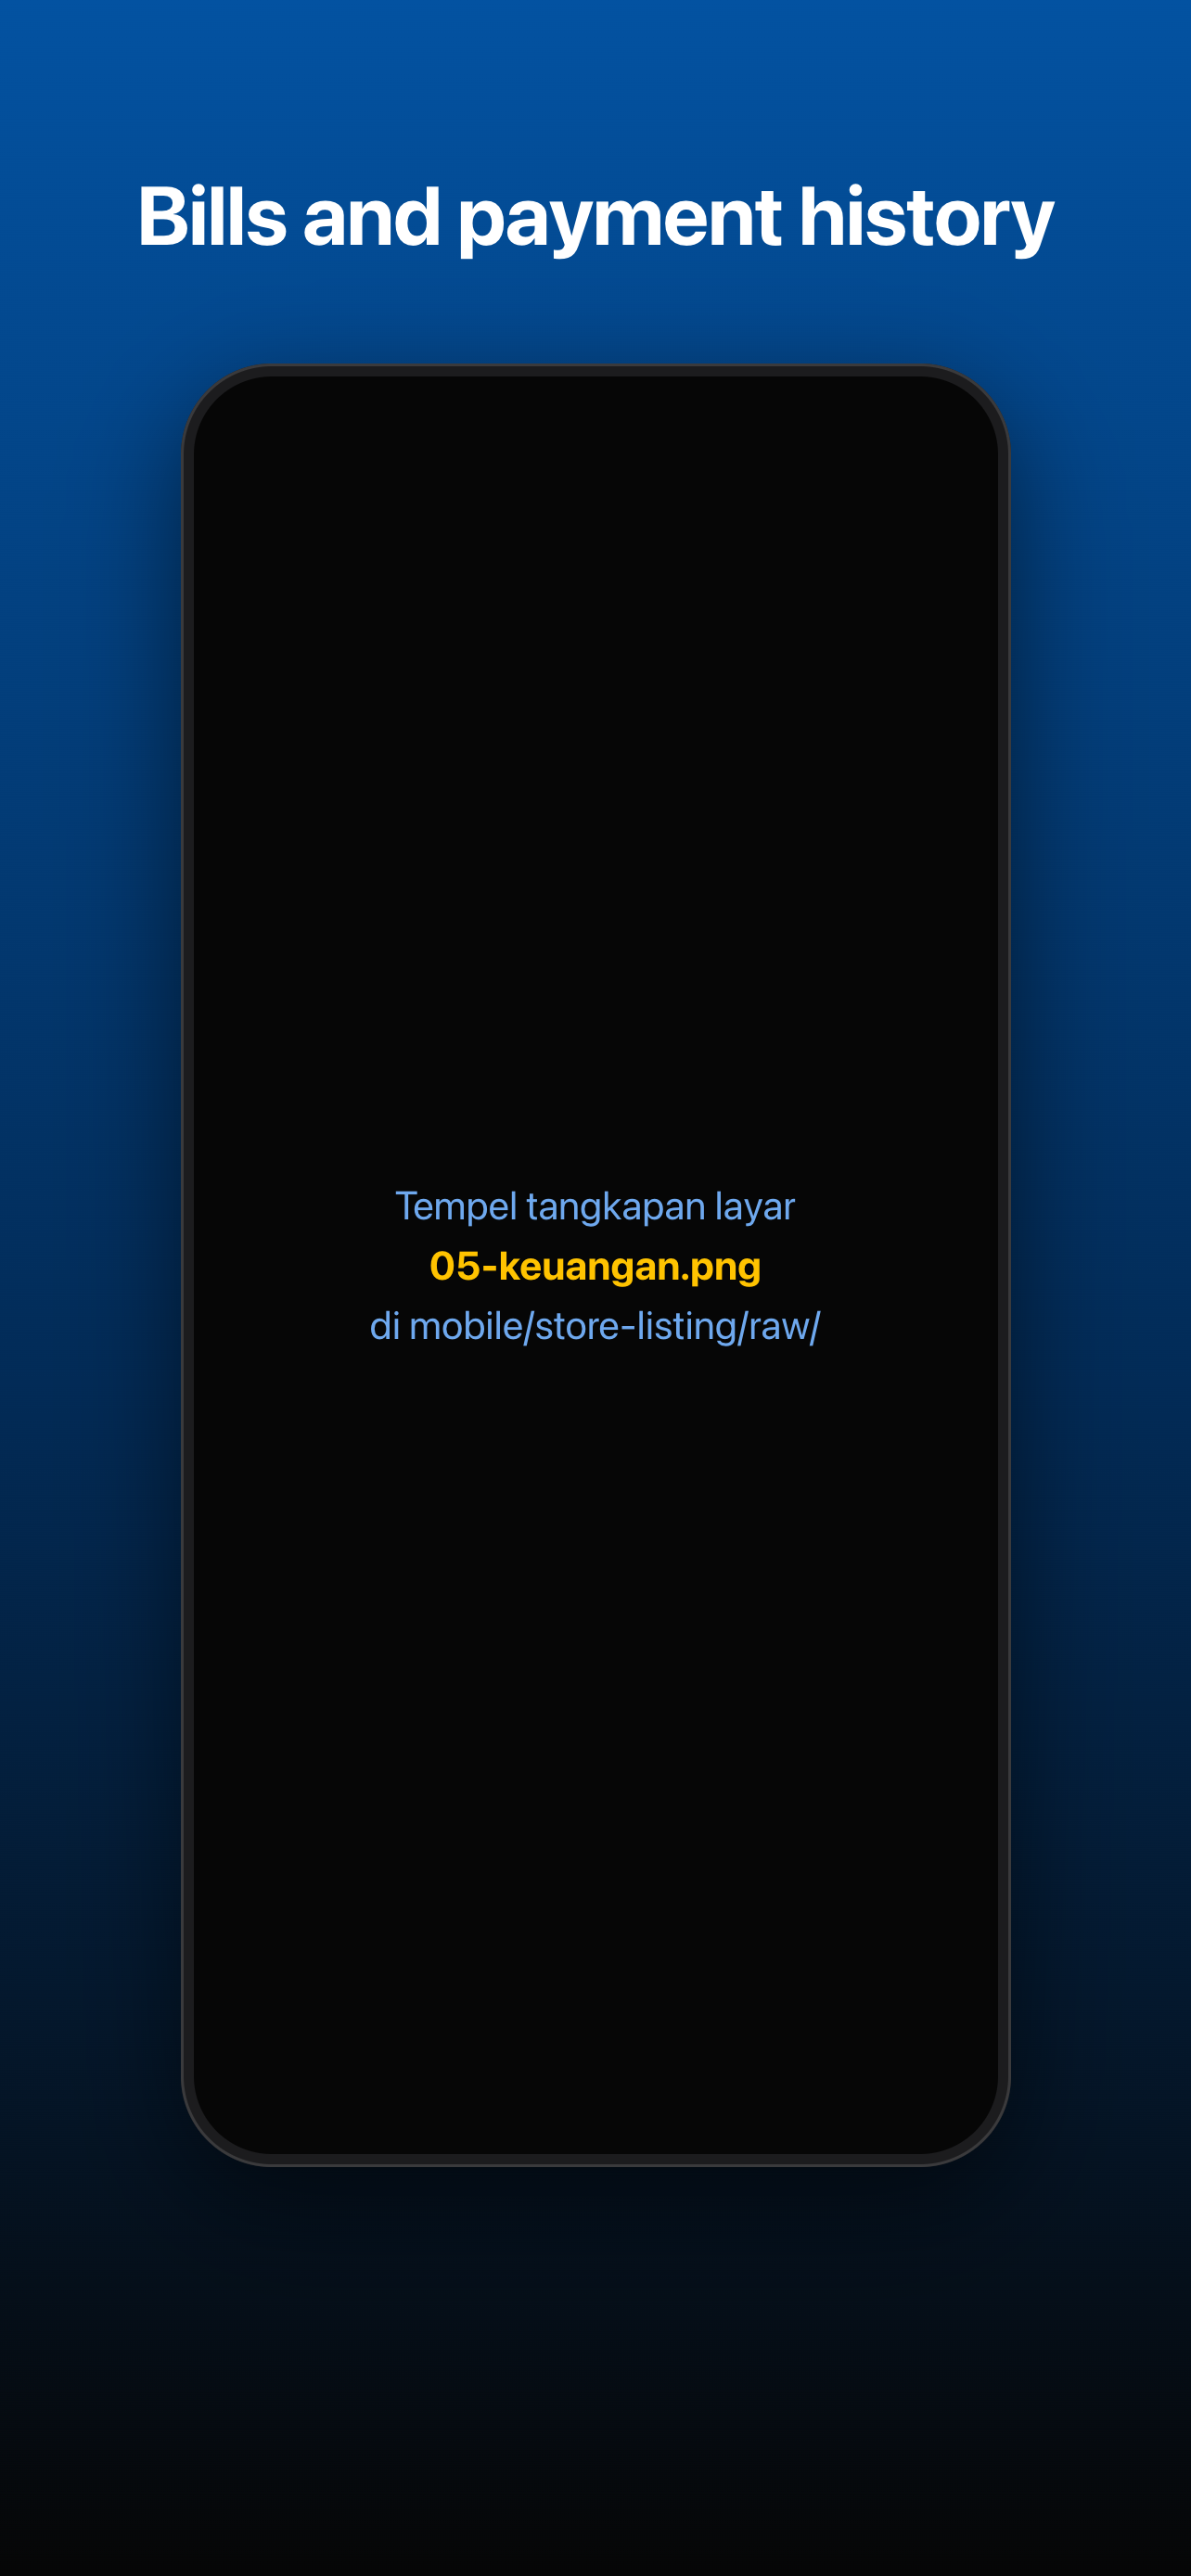 Bills and payment history
Tempel tangkapan layar
05-keuangan.png
di mobile/store-listing/raw/